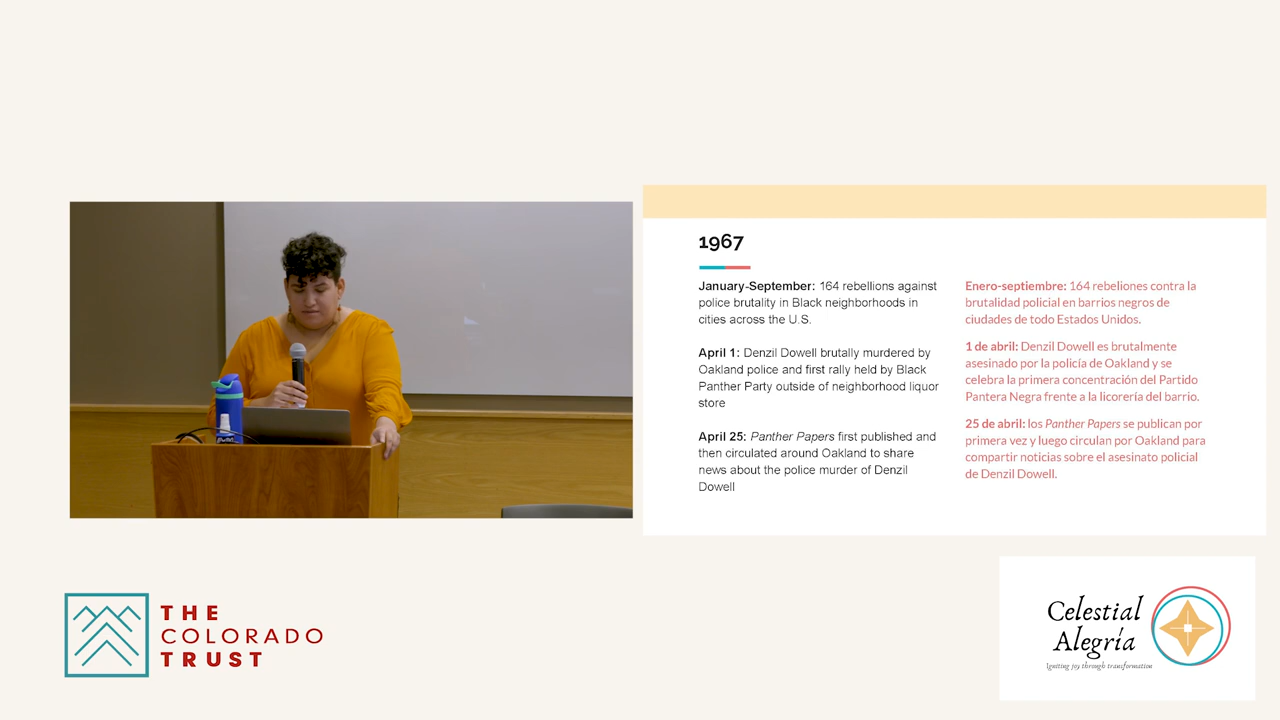 1967
January-September: 164 rebellions against
police brutality in Black neighborhoods in
cities across the U.S.
April 1: Denzil Dowell brutally murdered by
Oakland police and first rally held by Black
Panther Party outside of neighborhood liquor
store
April 25: Panther Papers first published and
then circulated around Oakland to share
news about the police murder of Denzil
Dowell
Enero-septiembre: 164 rebeliones contra la
brutalidad policial en barrios negros de
ciudades de todo Estados Unidos.
1 de abril: Denzil Dowell es brutalmente
asesinado por la policía de Oakland y se
celebra la primera concentración del Partido
Pantera Negra frente a la licorería del barrio.
25 de abril: los Panther Papers se publican por
primera vez y luego circulan por Oakland para
compartir noticias sobre el asesinato policial
de Denzil Dowell.
THE
COLORADO
TRUST
Celestial
Alegría
Igniting joy through transformation